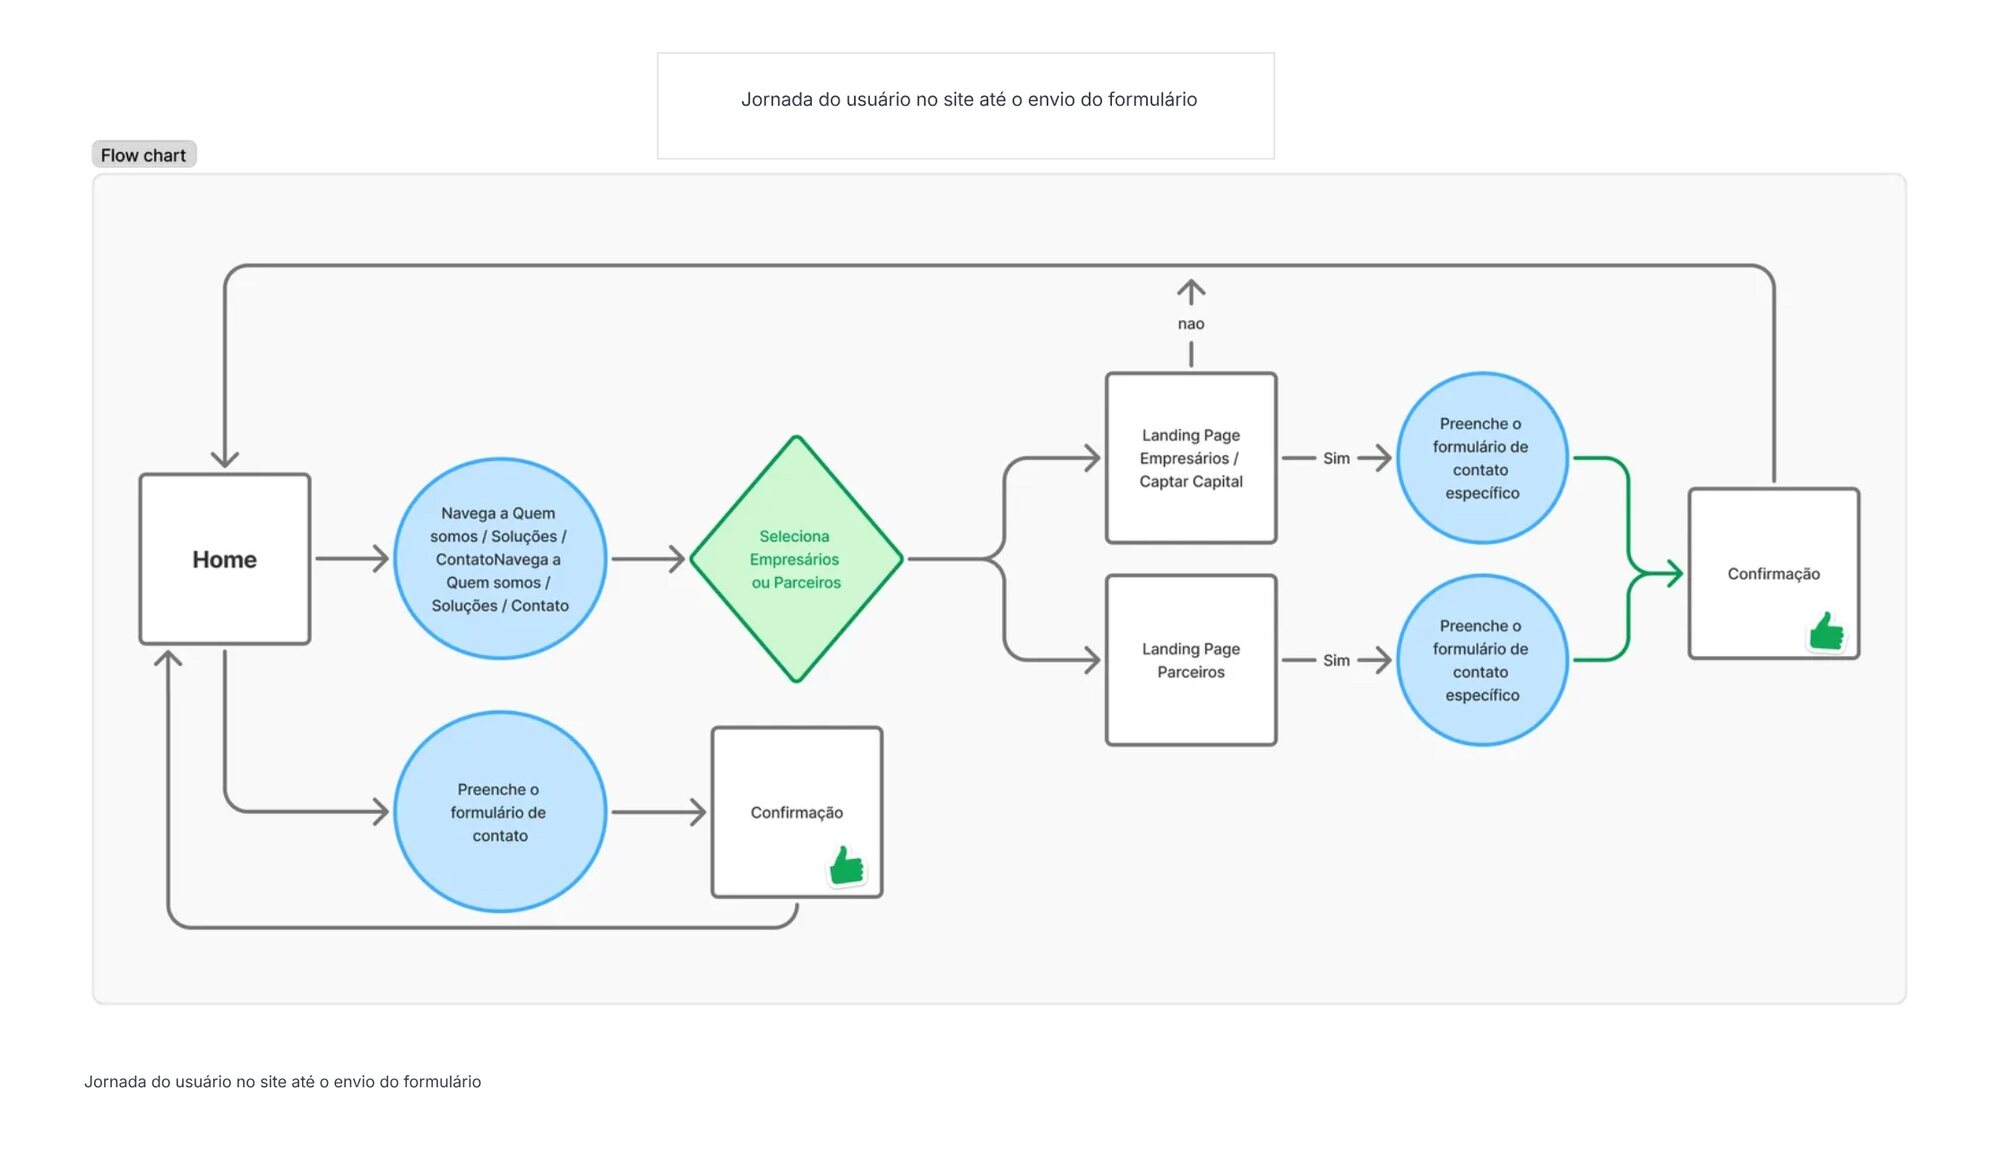 Jornada do usuário no site até o envio do formulário
Flow chart
nao
Landing Page
Empresários /
Captar Capital
Sim
Preenche o
formulário de
contato
específico
Home
Navega a Quem
somos / Soluções /
ContatoNavega a
Quem somos /
Soluções / Contato
Seleciona
Empresários
ou Parceiros
Landing Page
Parceiros
Sim
Preenche o
formulário de
contato
específico
Confirmação
Preenche o
formulário de
contato
Confirmação
Jornada do usuário no site até o envio do formulário